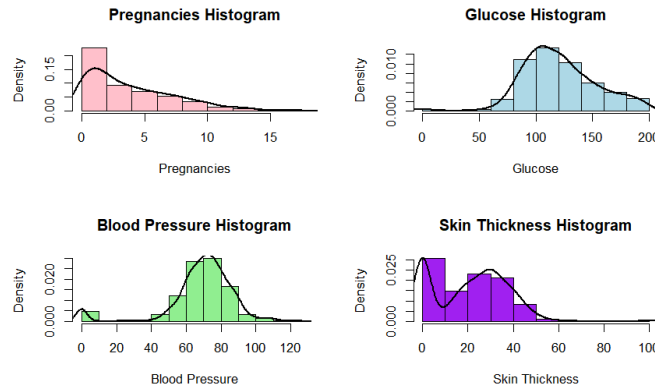 Pregnancies Histogram
Density
0.00 0.15
0 5 10 15
Pregnancies
Glucose Histogram
Density
0.000 0.010
0 50 100 150 200
Glucose
Blood Pressure Histogram
Density
0.000 0.020
0 20 40 60 80 100 120
Blood Pressure
Skin Thickness Histogram
Density
0.000 0.025
0 20 40 60 80 100
Skin Thickness